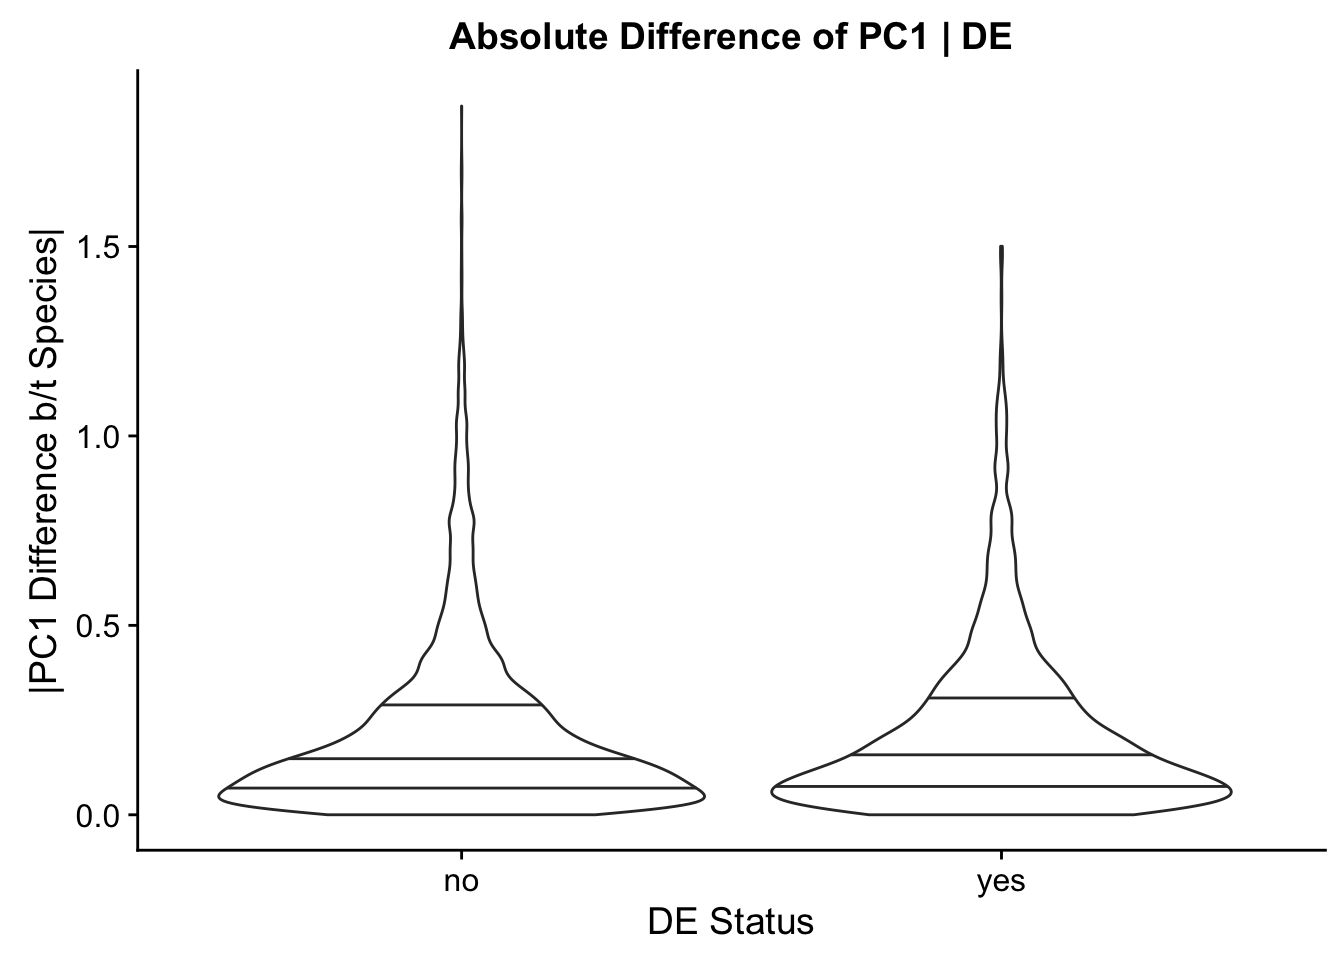 Absolute Difference of PC1 | DE
|PC1 Difference b/t Species|
1.5
1.0
0.5
0.0
no
yes
DE Status